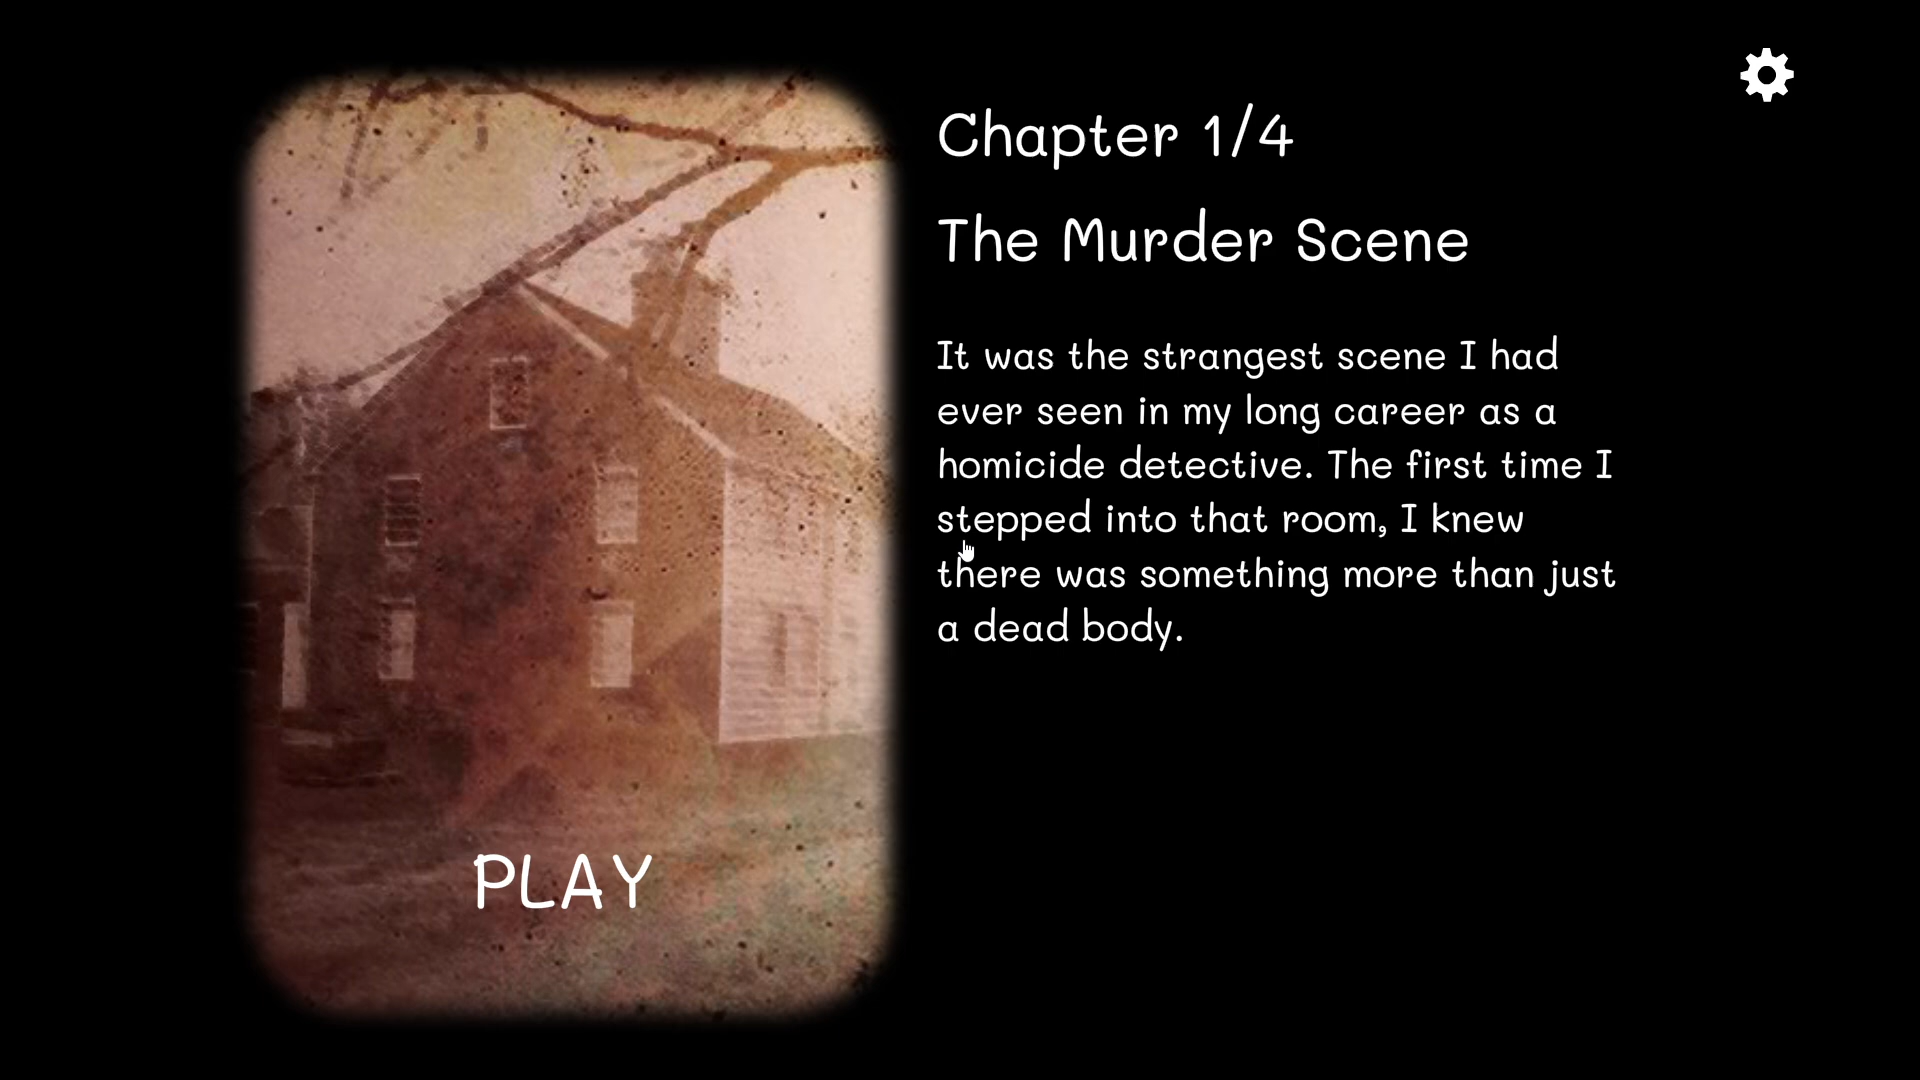 Chapter 1/4
The Murder Scene
It was the strangest scene I had
ever seen in my long career as a
homicide detective. The first time I
stepped into that room, I knew
there was something more than just
a dead body.
PLAY